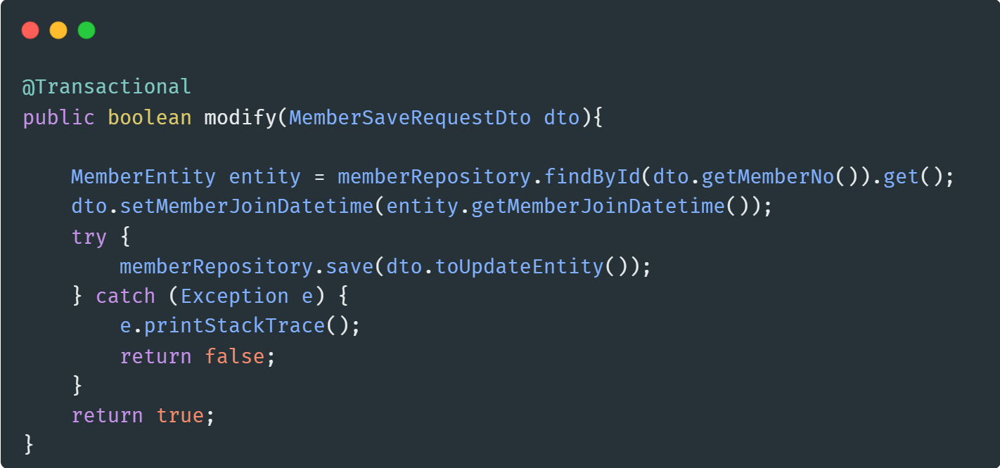 @Transactional
public boolean modify(MemberSaveRequestDto dto){
MemberEntity entity = memberRepository.findById(dto.getMemberNo()).get();
dto.setMemberJoinDatetime(entity.getMemberJoinDatetime());
try {
memberRepository.save(dto.toUpdateEntity());
} catch (Exception e) {
e.printStackTrace();
return false;
}
return true;
}